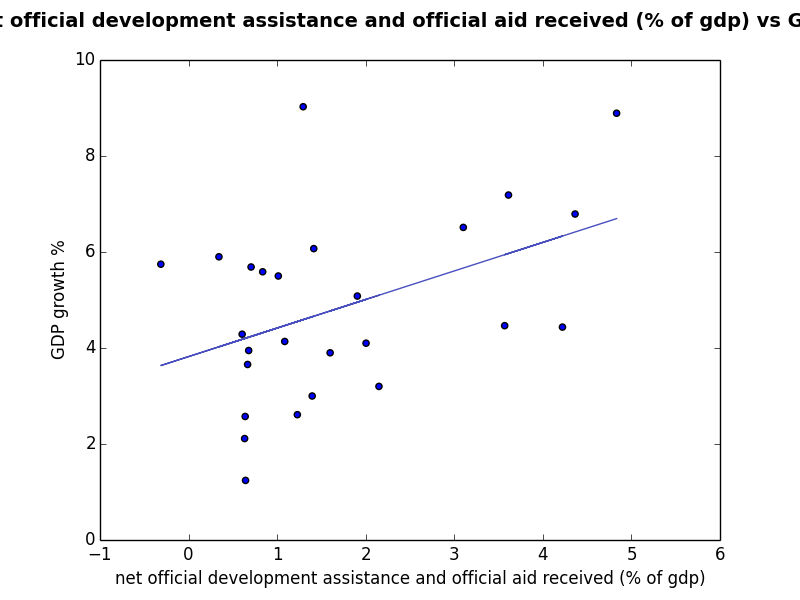 official development assistance and official aid received (% of gdp) vs
10
8
6
4
2
0
GDP growth %
−1 0 1 2 3 4 5 6
net official development assistance and official aid received (% of gdp)